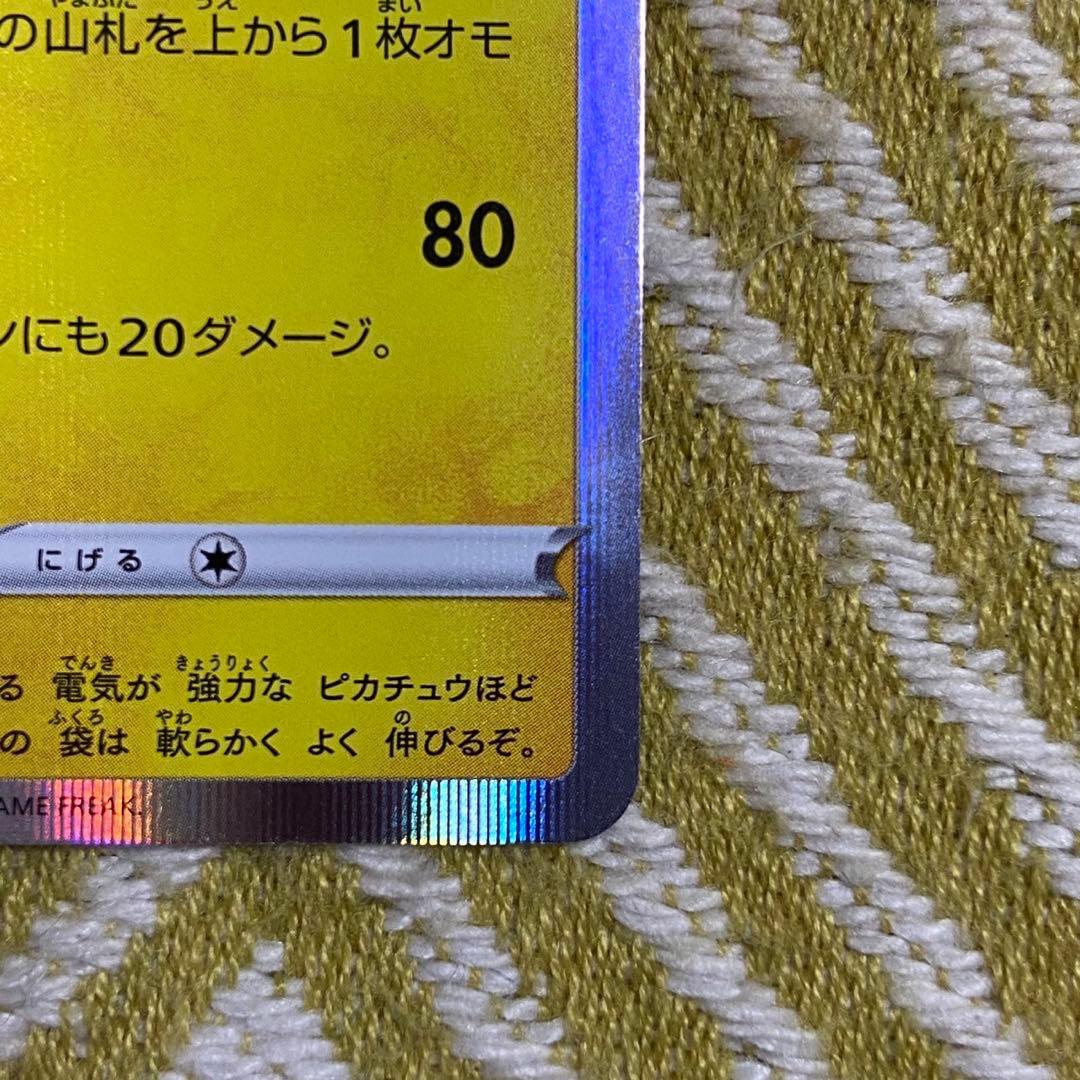 の山札を上から1枚オモ
80
ンにも20ダメージ。
にげる
る 電気が 強力な ピカチュウほど
の 袋は 軟らかく よく 伸びるぞ。
AME FREAK.